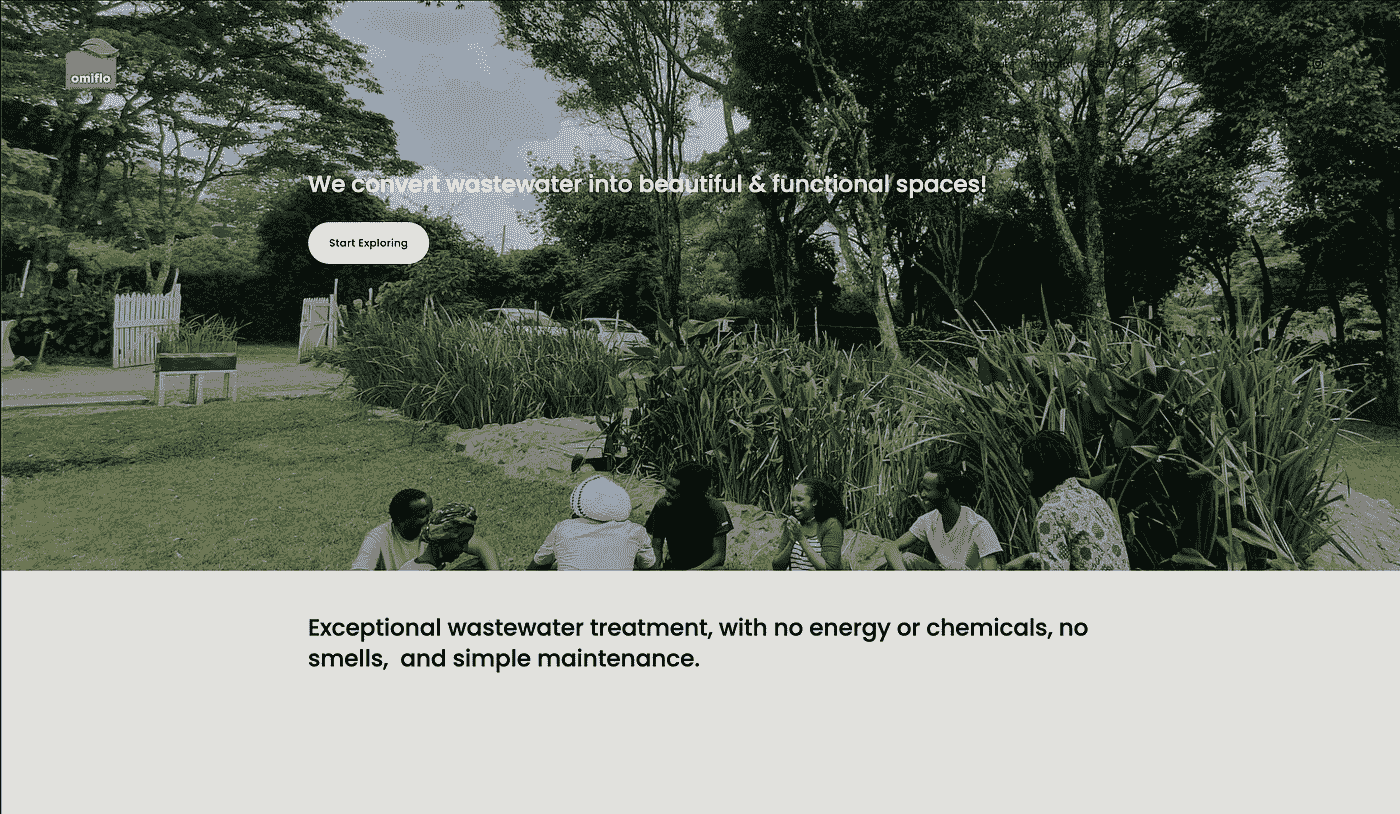 omiflo
We convert wastewater into beautiful & functional spaces!
Start Exploring
Exceptional wastewater treatment, with no energy or chemicals, no
smells,  and simple maintenance.